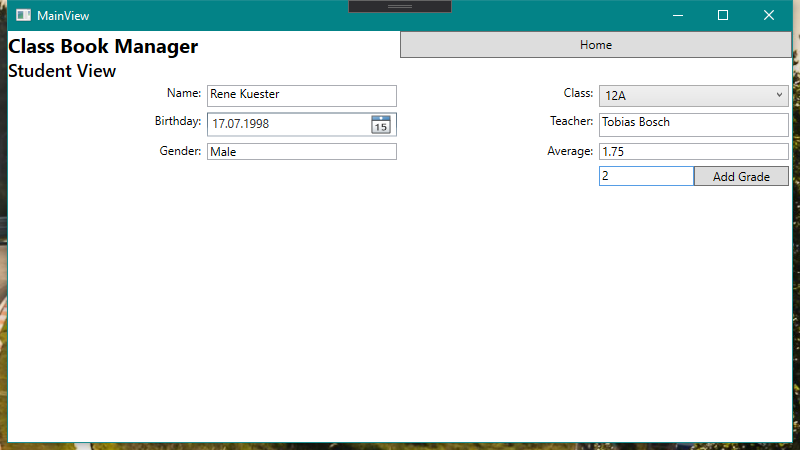 MainView
Class Book Manager
Home
Student View
Name: Rene Kuester
Class: 12A
Birthday: 17.07.1998 15
Teacher: Tobias Bosch
Gender: Male
Average: 1.75
2 Add Grade